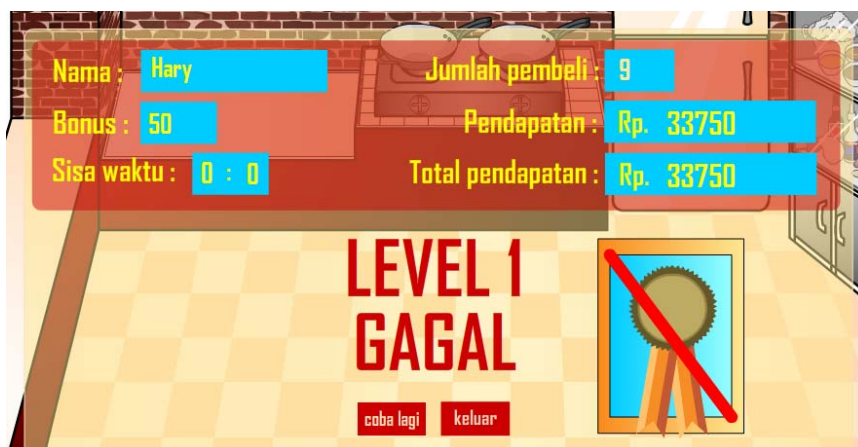 Nama : Hary
Jumlah pembeli : 9
Bonus : 50
Pendapatan : Rp. 33750
Sisa waktu : 0 : 0
Total pendapatan : Rp. 33750
LEVEL 1
GAGAL
coba lagi
keluar